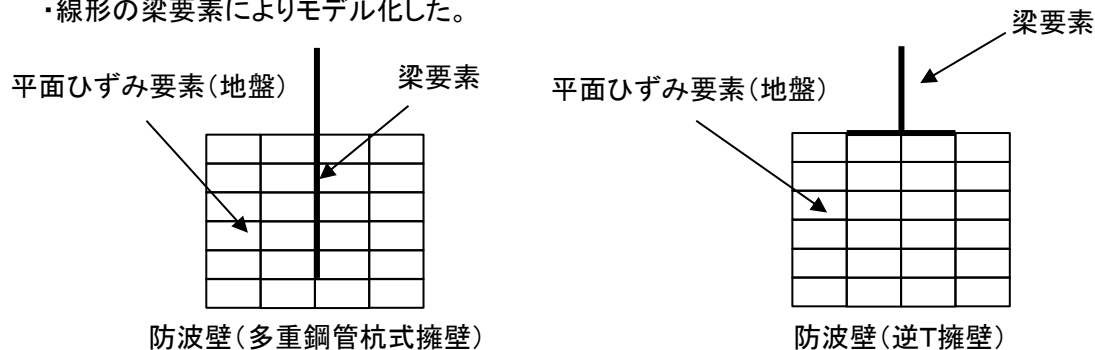 ・線形の梁要素によりモデル化した。
平面ひずみ要素(地盤)
梁要素
防波壁(多重鋼管杭式擁壁)
梁要素
平面ひずみ要素(地盤)
防波壁(逆T擁壁)